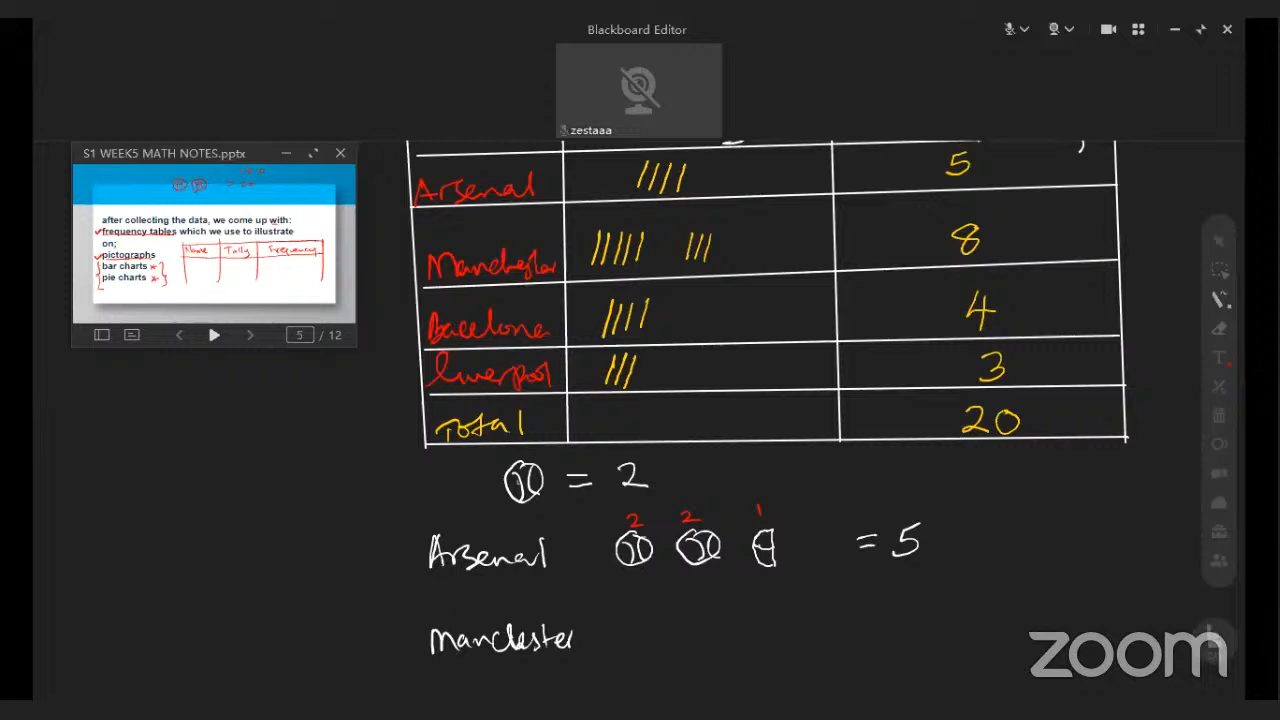 Blackboard Editor
zestaaa
S1 WEEK5 MATH NOTES.pptx
after collecting the data, we come up with:
frequency tables which we use to illustrate
on;
pictographs
bar charts
pie charts
Name Tally Frequency
5 / 12
Arsenal 5
Manchester 8
Bacelona 4
liverpool 3
Total 20
= 2
2 2 1
Arsenal = 5
Manchester
zoom